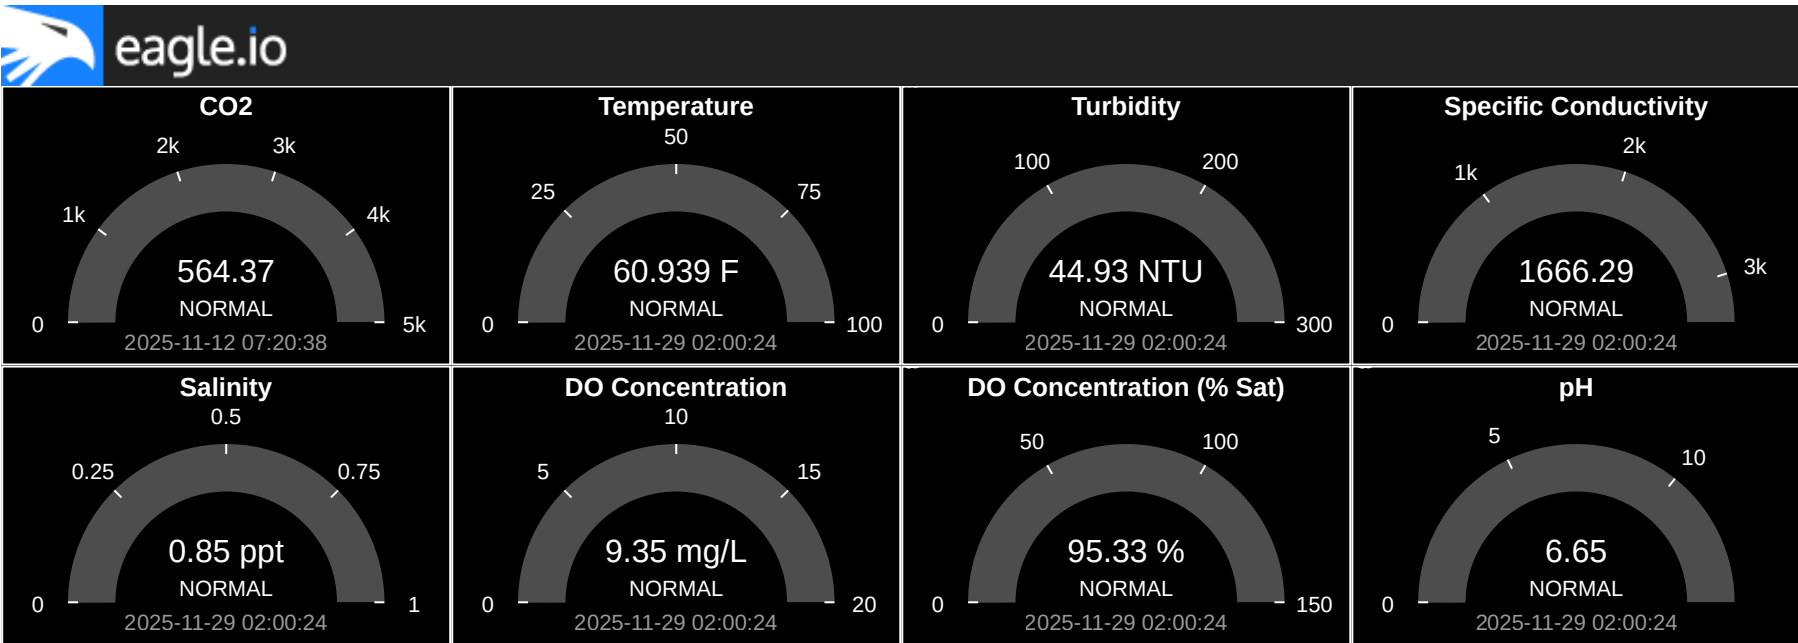 eagle.io
CO2
2k
3k
1k
4k
564.37
NORMAL
0
5k
2025-11-12 07:20:38
Temperature
50
25
75
60.939 F
NORMAL
0
100
2025-11-29 02:00:24
Turbidity
100
200
44.93 NTU
NORMAL
0
300
2025-11-29 02:00:24
Specific Conductivity
2k
1k
3k
1666.29
NORMAL
0
2025-11-29 02:00:24
Salinity
0.5
0.25
0.75
0.85 ppt
NORMAL
0
1
2025-11-29 02:00:24
DO Concentration
10
5
15
9.35 mg/L
NORMAL
0
20
2025-11-29 02:00:24
DO Concentration (% Sat)
50
100
95.33 %
NORMAL
0
150
2025-11-29 02:00:24
pH
5
10
6.65
NORMAL
0
2025-11-29 02:00:24